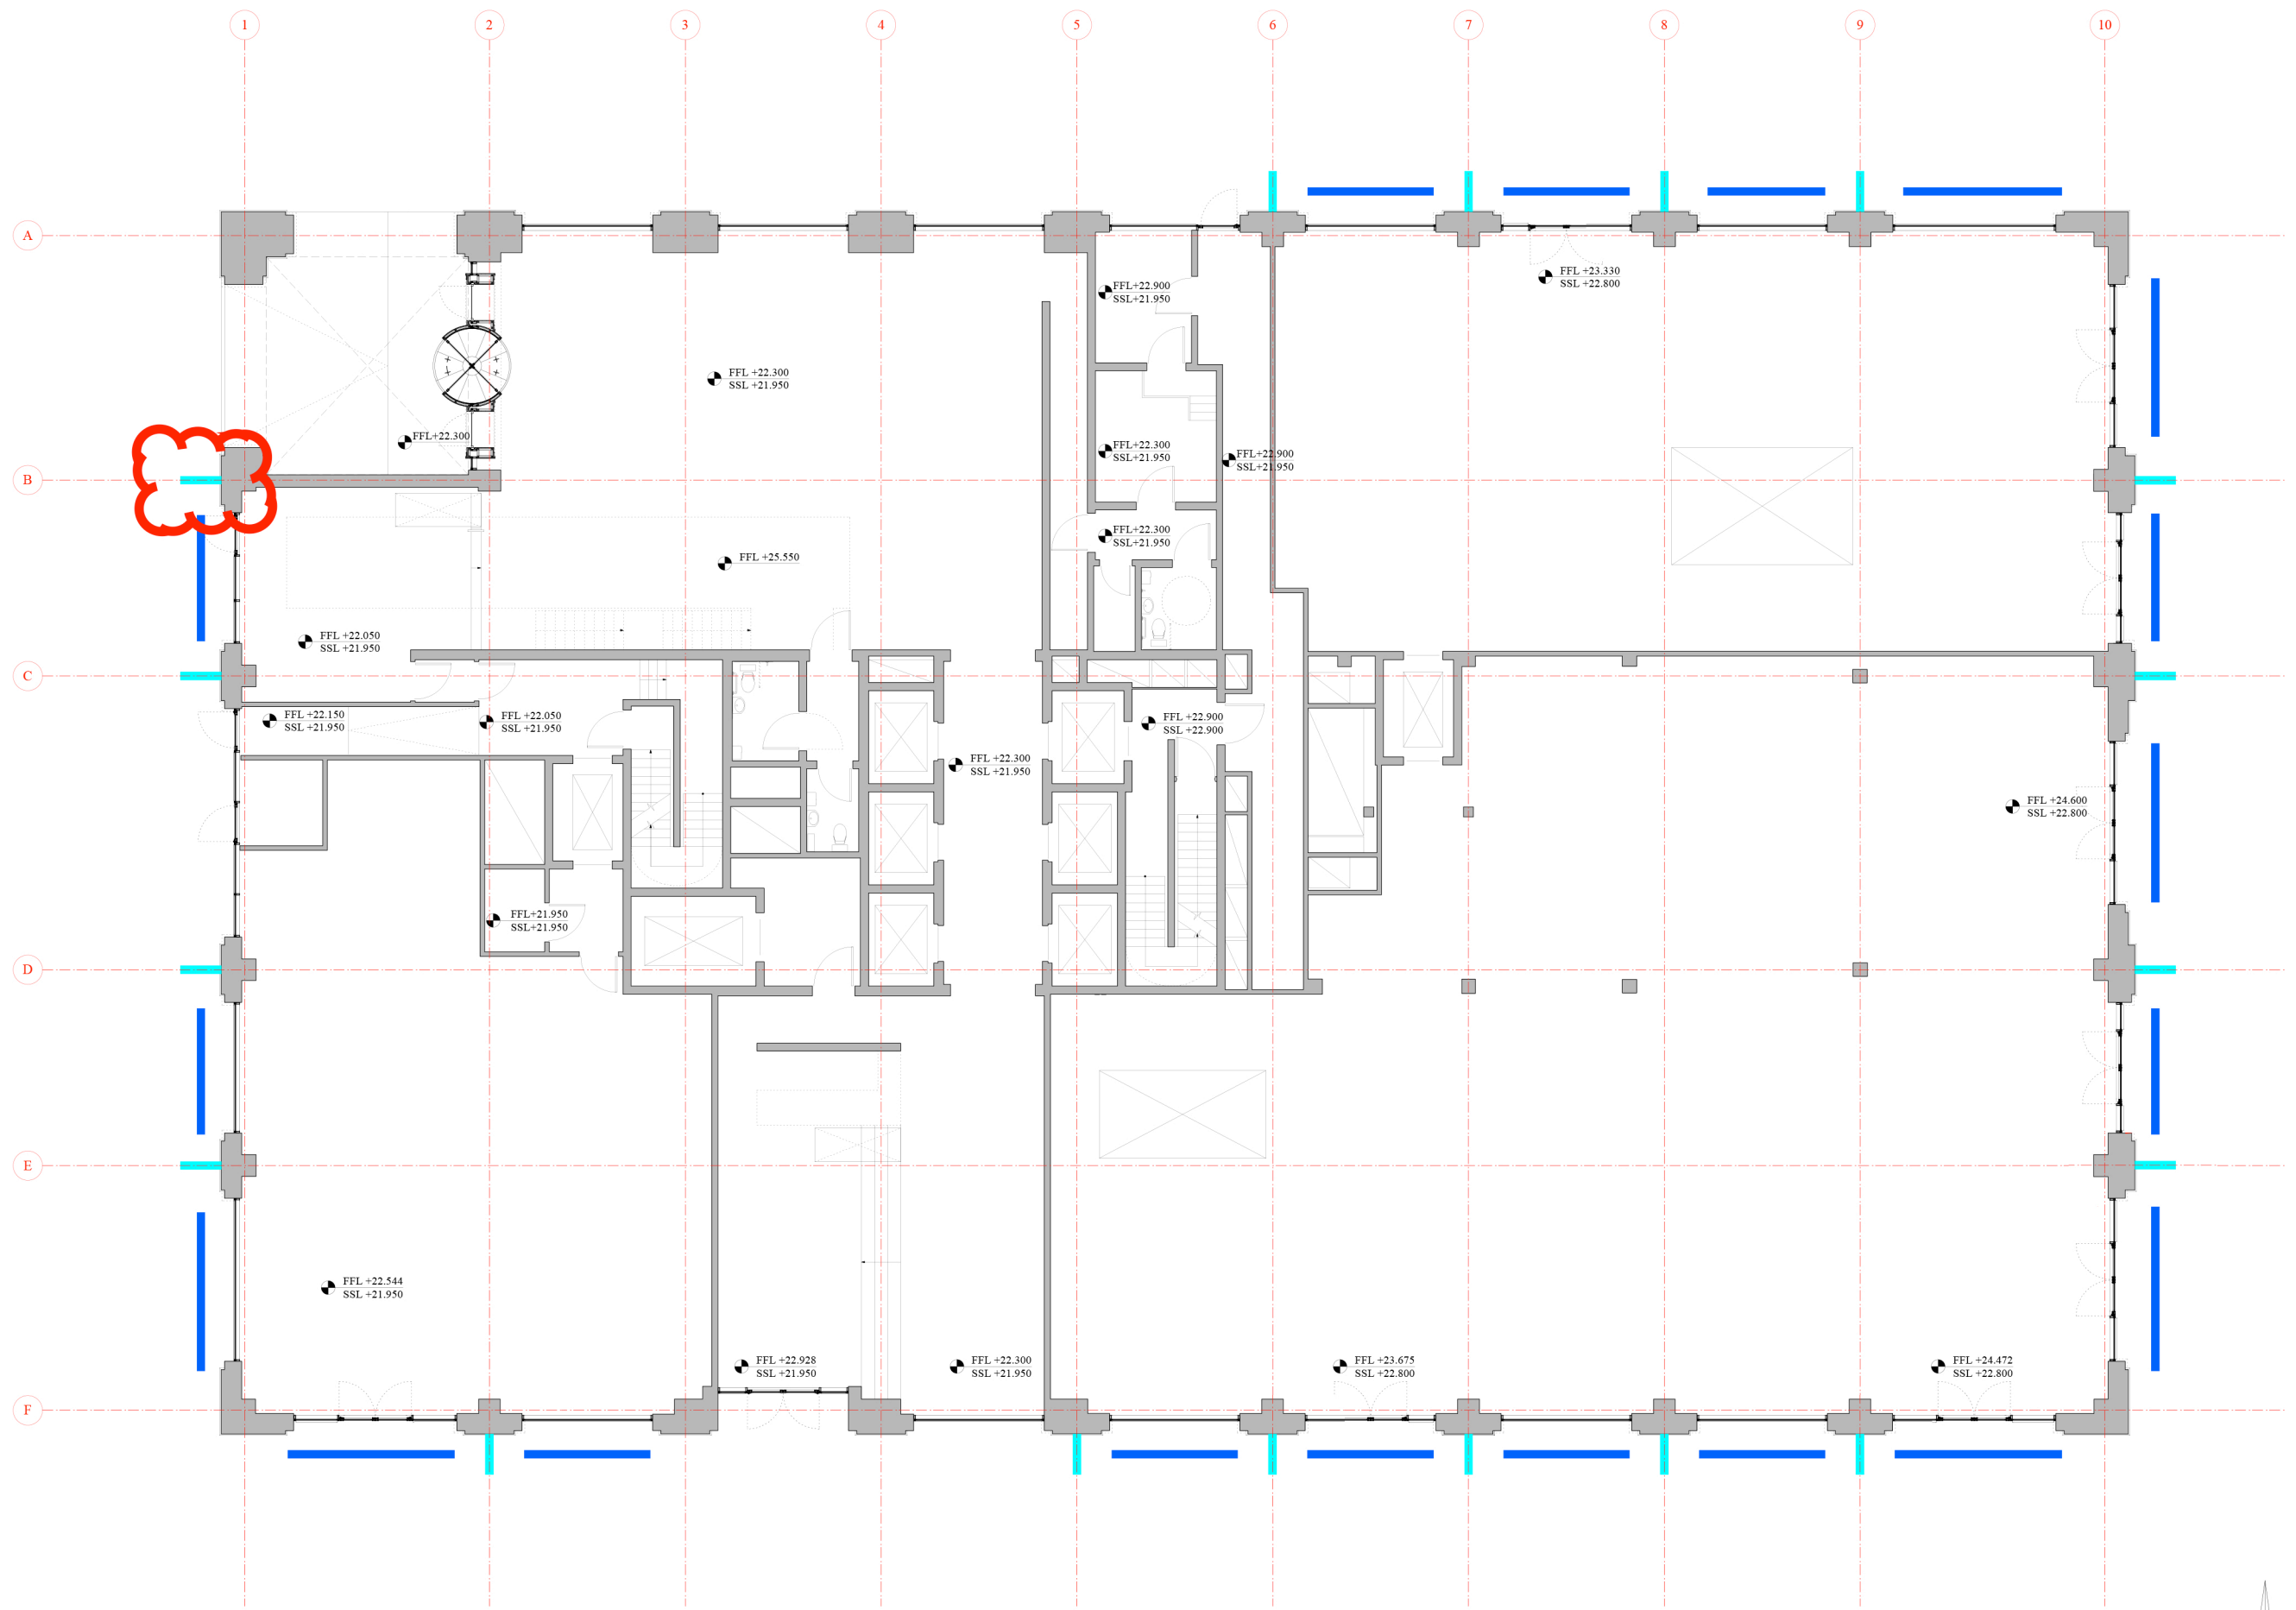 1 2 3 4 5 6 7 8 9 10
A
FFL +23.330
SSL +22.800
FFL+22.900
SSL+21.950
FFL +22.300
SSL +21.950
FFL+22.300
FFL+22.300
SSL+21.950
FFL+22.900
SSL+21.950
B
FFL+22.300
SSL+21.950
FFL +25.550
FFL +22.050
SSL +21.950
C
FFL +22.150
SSL +21.950
FFL +22.050
SSL +21.950
FFL +22.900
SSL +22.900
FFL +22.300
SSL +21.950
FFL +24.600
SSL +22.800
FFL+21.950
SSL+21.950
D
E
FFL +22.544
SSL +21.950
FFL +22.928
SSL +21.950
FFL +22.300
SSL +21.950
FFL +23.675
SSL +22.800
FFL +24.472
SSL +22.800
F